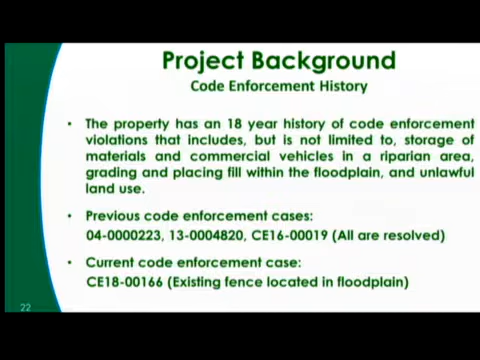 Project Background
Code Enforcement History
• The property has an 18 year history of code enforcement
violations that includes, but is not limited to, storage of
materials and commercial vehicles in a riparian area,
grading and placing fill within the floodplain, and unlawful
land use.
• Previous code enforcement cases:
04-0000223, 13-0004820, CE16-00019 (All are resolved)
• Current code enforcement case:
CE18-00166 (Existing fence located in floodplain)
22